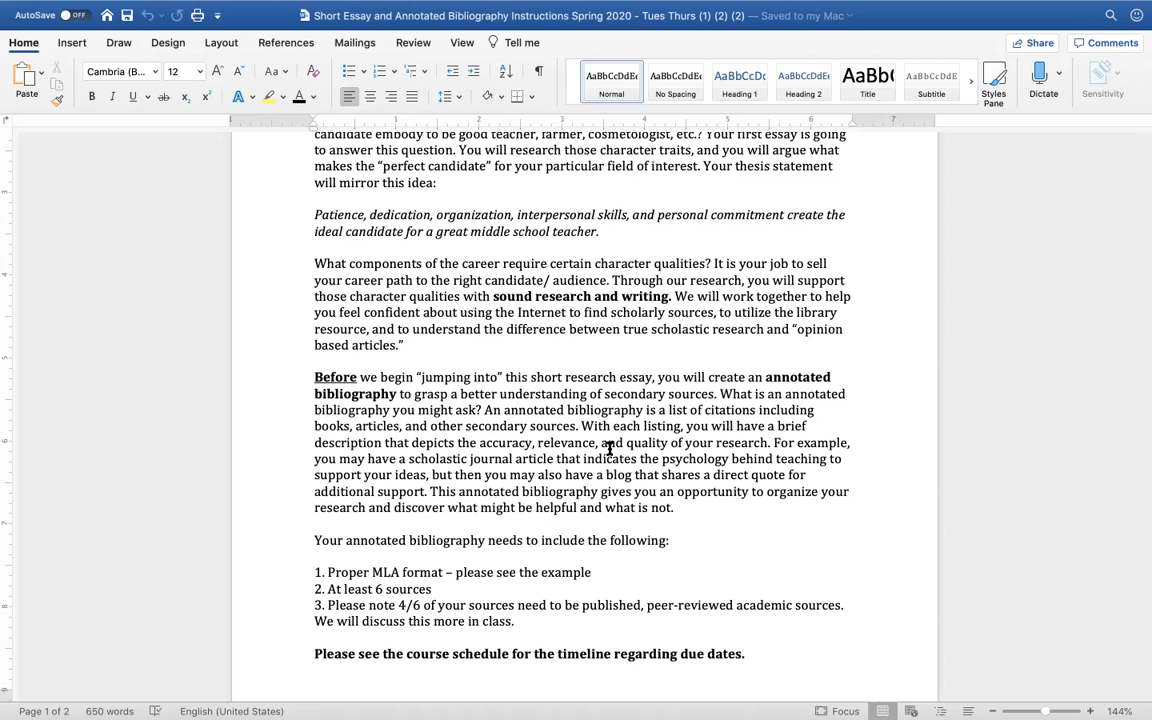 AutoSave OFF Short Essay and Annotated Bibliography Instructions Spring 2020 - Tues Thurs (1) (2) (2) — Saved to my Mac
Home Insert Draw Design Layout References Mailings Review View Tell me Share Comments
Paste Cambria (B... 12 A A Aa A AaBbCcDdEe AaBbCcDdEe AaBbCcDc AaBbCcDdEe AaBb( AaBbCcDdE Styles Pane Dictate Sensitivity
B I U ab x₂ x² A A Normal No Spacing Heading 1 Heading 2 Title Subtitle
1 2 3 4 5 6 7
candidate embody to be good teacher, farmer, cosmetologist, etc.? Your first essay is going
to answer this question. You will research those character traits, and you will argue what
makes the “perfect candidate” for your particular field of interest. Your thesis statement
will mirror this idea:
Patience, dedication, organization, interpersonal skills, and personal commitment create the
ideal candidate for a great middle school teacher.
What components of the career require certain character qualities? It is your job to sell
your career path to the right candidate/ audience. Through our research, you will support
those character qualities with sound research and writing. We will work together to help
you feel confident about using the Internet to find scholarly sources, to utilize the library
resource, and to understand the difference between true scholastic research and “opinion
based articles.”
Before we begin “jumping into” this short research essay, you will create an annotated
bibliography to grasp a better understanding of secondary sources. What is an annotated
bibliography you might ask? An annotated bibliography is a list of citations including
books, articles, and other secondary sources. With each listing, you will have a brief
description that depicts the accuracy, relevance, and quality of your research. For example,
you may have a scholastic journal article that indicates the psychology behind teaching to
support your ideas, but then you may also have a blog that shares a direct quote for
additional support. This annotated bibliography gives you an opportunity to organize your
research and discover what might be helpful and what is not.
Your annotated bibliography needs to include the following:
1. Proper MLA format – please see the example
2. At least 6 sources
3. Please note 4/6 of your sources need to be published, peer-reviewed academic sources.
We will discuss this more in class.
Please see the course schedule for the timeline regarding due dates.
Page 1 of 2 650 words English (United States) Focus 144%